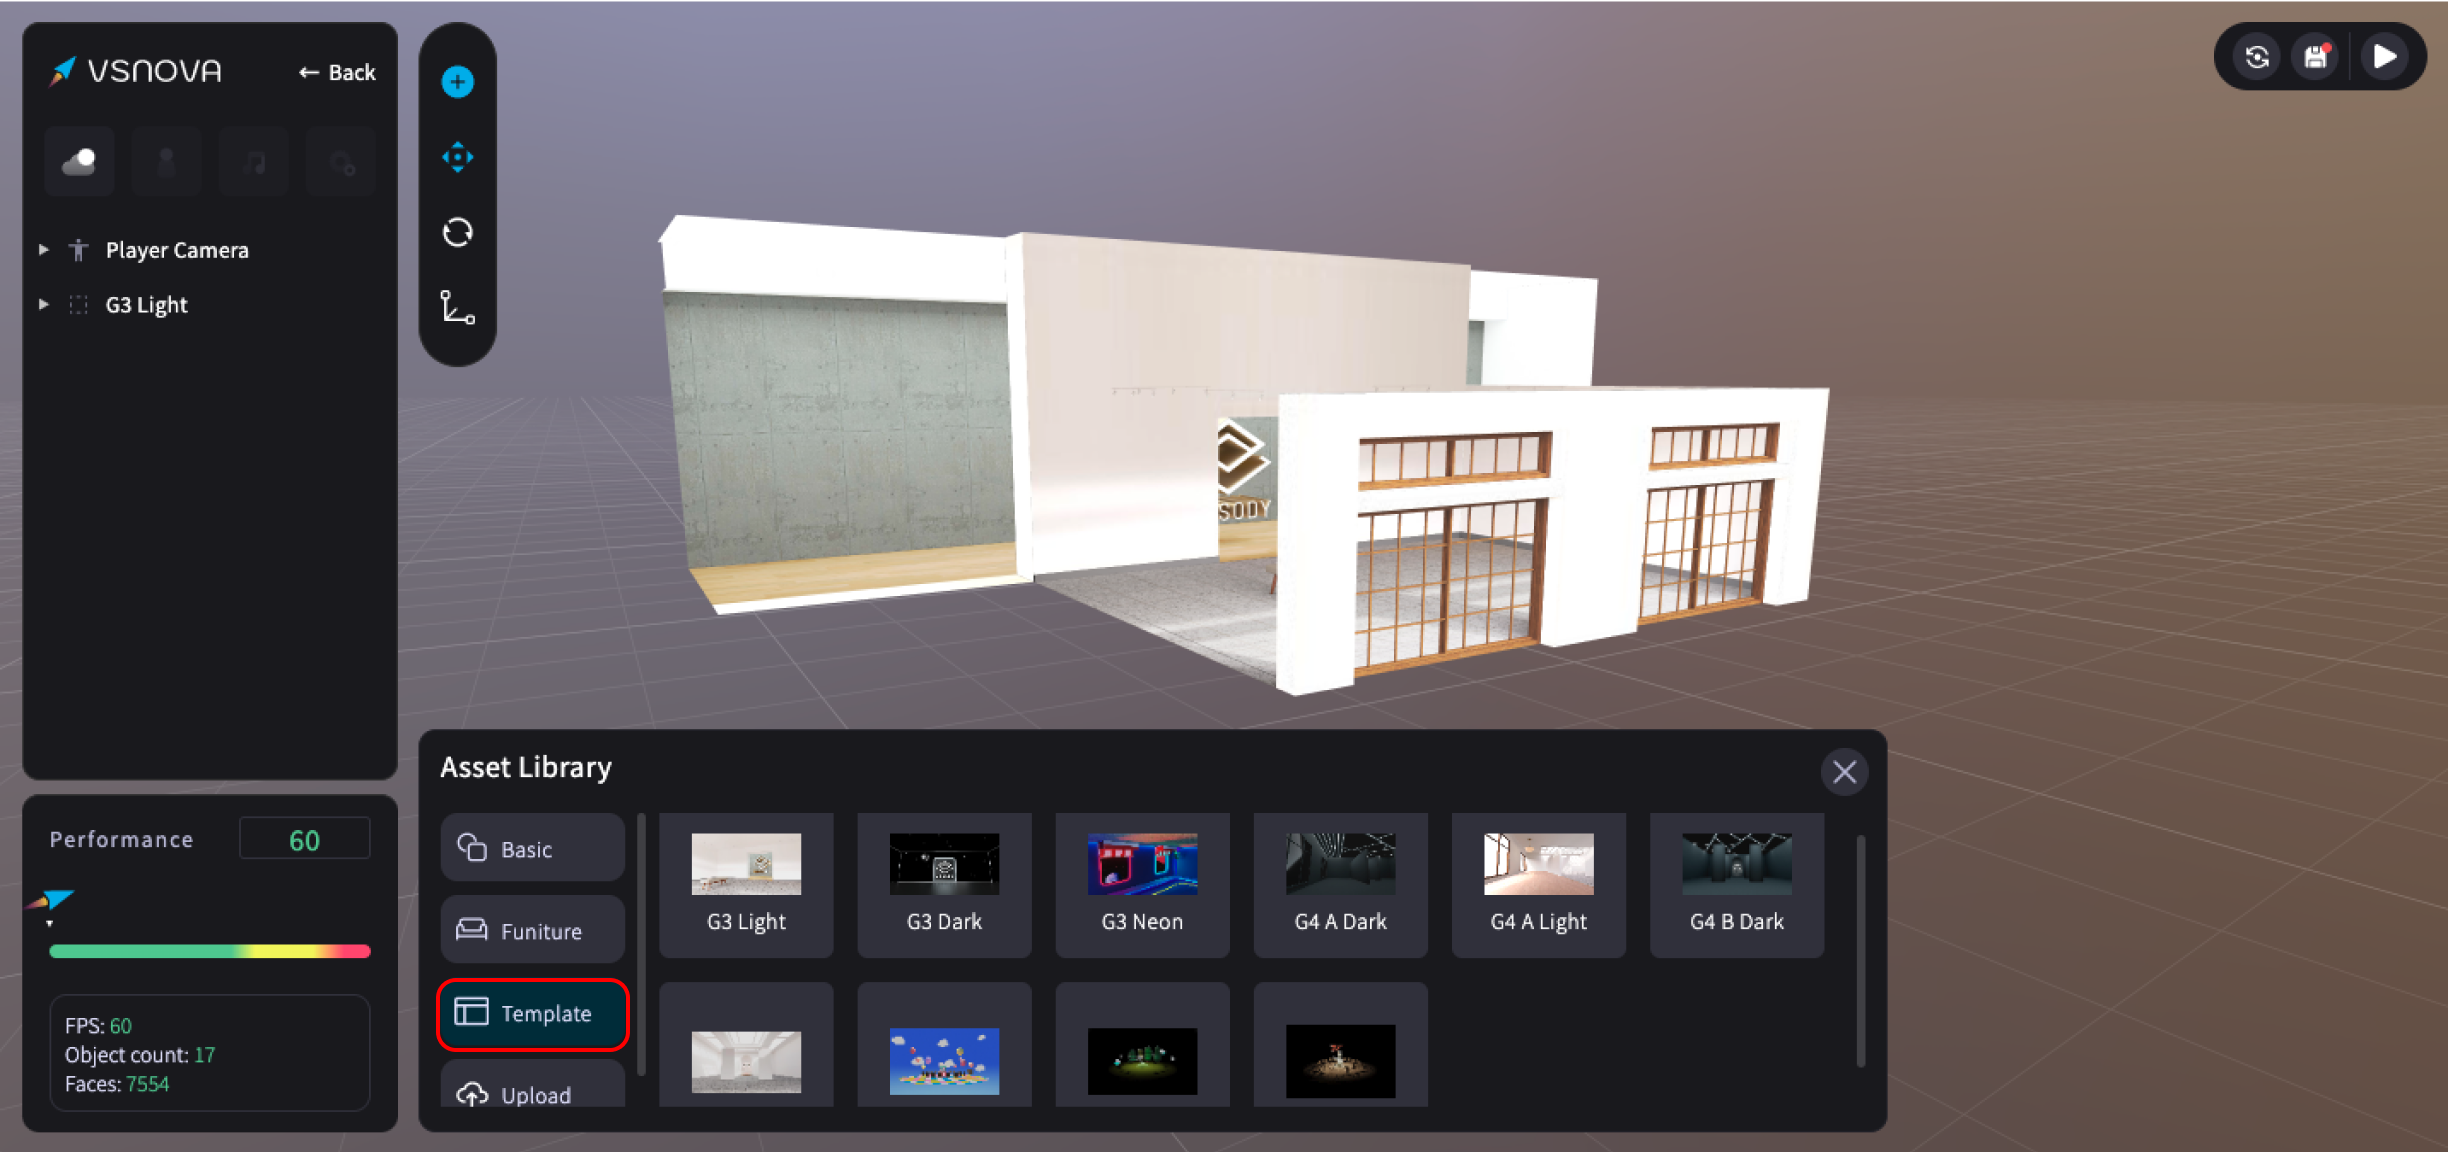 VSNOVA
← Back
Player Camera
G3 Light
SODY
Performance
60
FPS: 60
Object count: 17
Faces: 7554
Asset Library
Basic
Funiture
Template
Upload
G3 Light
G3 Dark
G3 Neon
G4 A Dark
G4 A Light
G4 B Dark